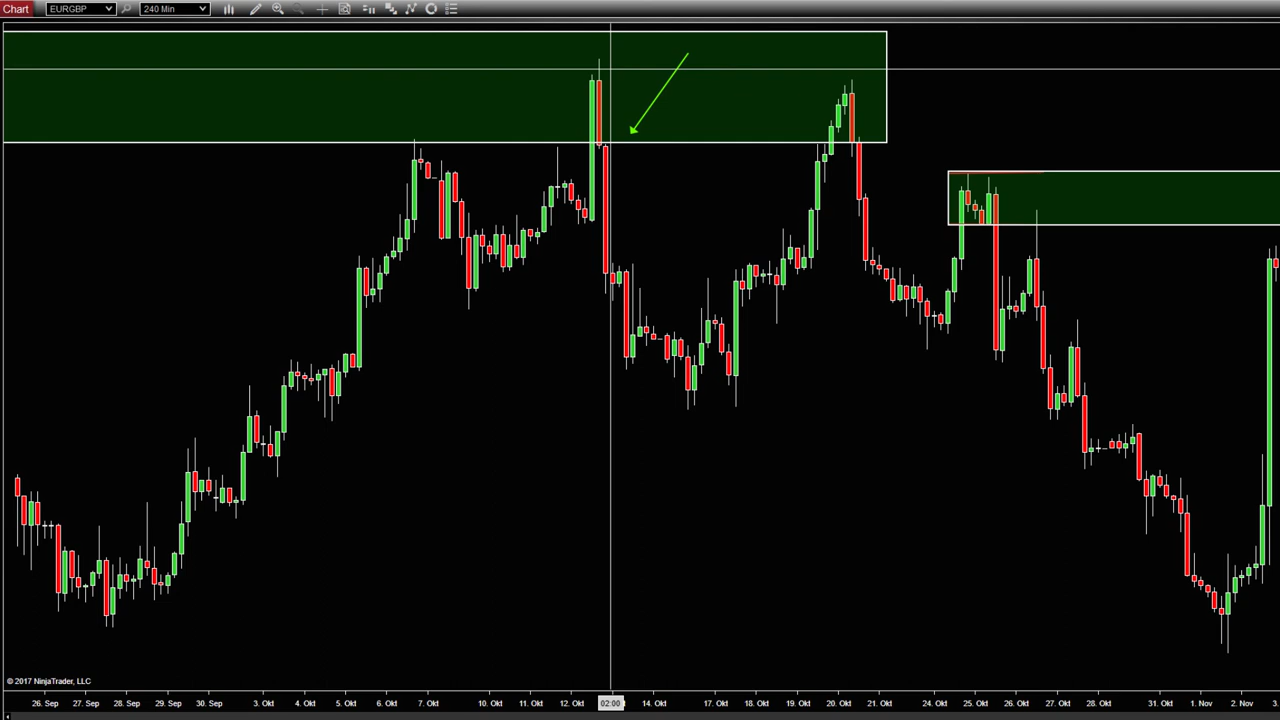 Chart EURGBP 240 Min
© 2017 NinjaTrader, LLC
26. Sep 27. Sep 28. Sep 29. Sep 30. Sep 3. Okt 4. Okt 5. Okt 6. Okt 7. Okt 10. Okt 11. Okt 12. Okt 02:00 14. Okt 17. Okt 18. Okt 19. Okt 20. Okt 21. Okt 24. Okt 25. Okt 26. Okt 27. Okt 28. Okt 31. Okt 1. Nov 2. Nov